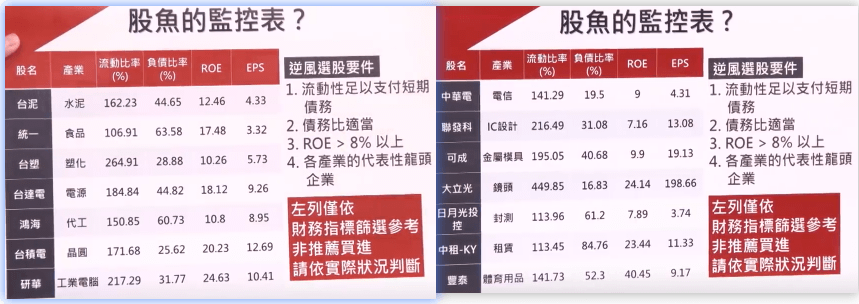 股魚的監控表？
股名 產業 流動比率(%) 負債比率(%) ROE EPS
台泥 水泥 162.23 44.65 12.46 4.33
統一 食品 106.91 63.58 17.48 3.32
台塑 塑化 264.91 28.88 10.26 5.73
台達電 電源 184.84 44.82 18.12 9.26
鴻海 代工 150.85 60.73 10.8 8.95
台積電 晶圓 171.68 25.62 20.23 12.69
研華 工業電腦 217.29 31.77 24.63 10.41
逆風選股要件
1. 流動性足以支付短期
債務
2. 債務比適當
3. ROE > 8% 以上
4. 各產業的代表性龍頭
企業
左列僅依
財務指標篩選參考
非推薦買進
請依實際狀況判斷
股魚的監控表？
股名 產業 流動比率(%) 負債比率(%) ROE EPS
中華電 電信 141.29 19.5 9 4.31
聯發科 IC設計 216.49 31.08 7.16 13.08
可成 金屬模具 195.05 40.68 9.9 19.13
大立光 鏡頭 449.85 16.83 24.14 198.66
日月光投控 封測 113.96 61.2 7.89 3.74
中租-KY 租賃 113.45 84.76 23.44 11.33
豐泰 體育用品 141.73 52.3 40.45 9.17
逆風選股要件
1. 流動性足以支付短期
債務
2. 債務比適當
3. ROE > 8% 以上
4. 各產業的代表性龍頭
企業
左列僅依
財務指標篩選參考
非推薦買進
請依實際狀況判斷